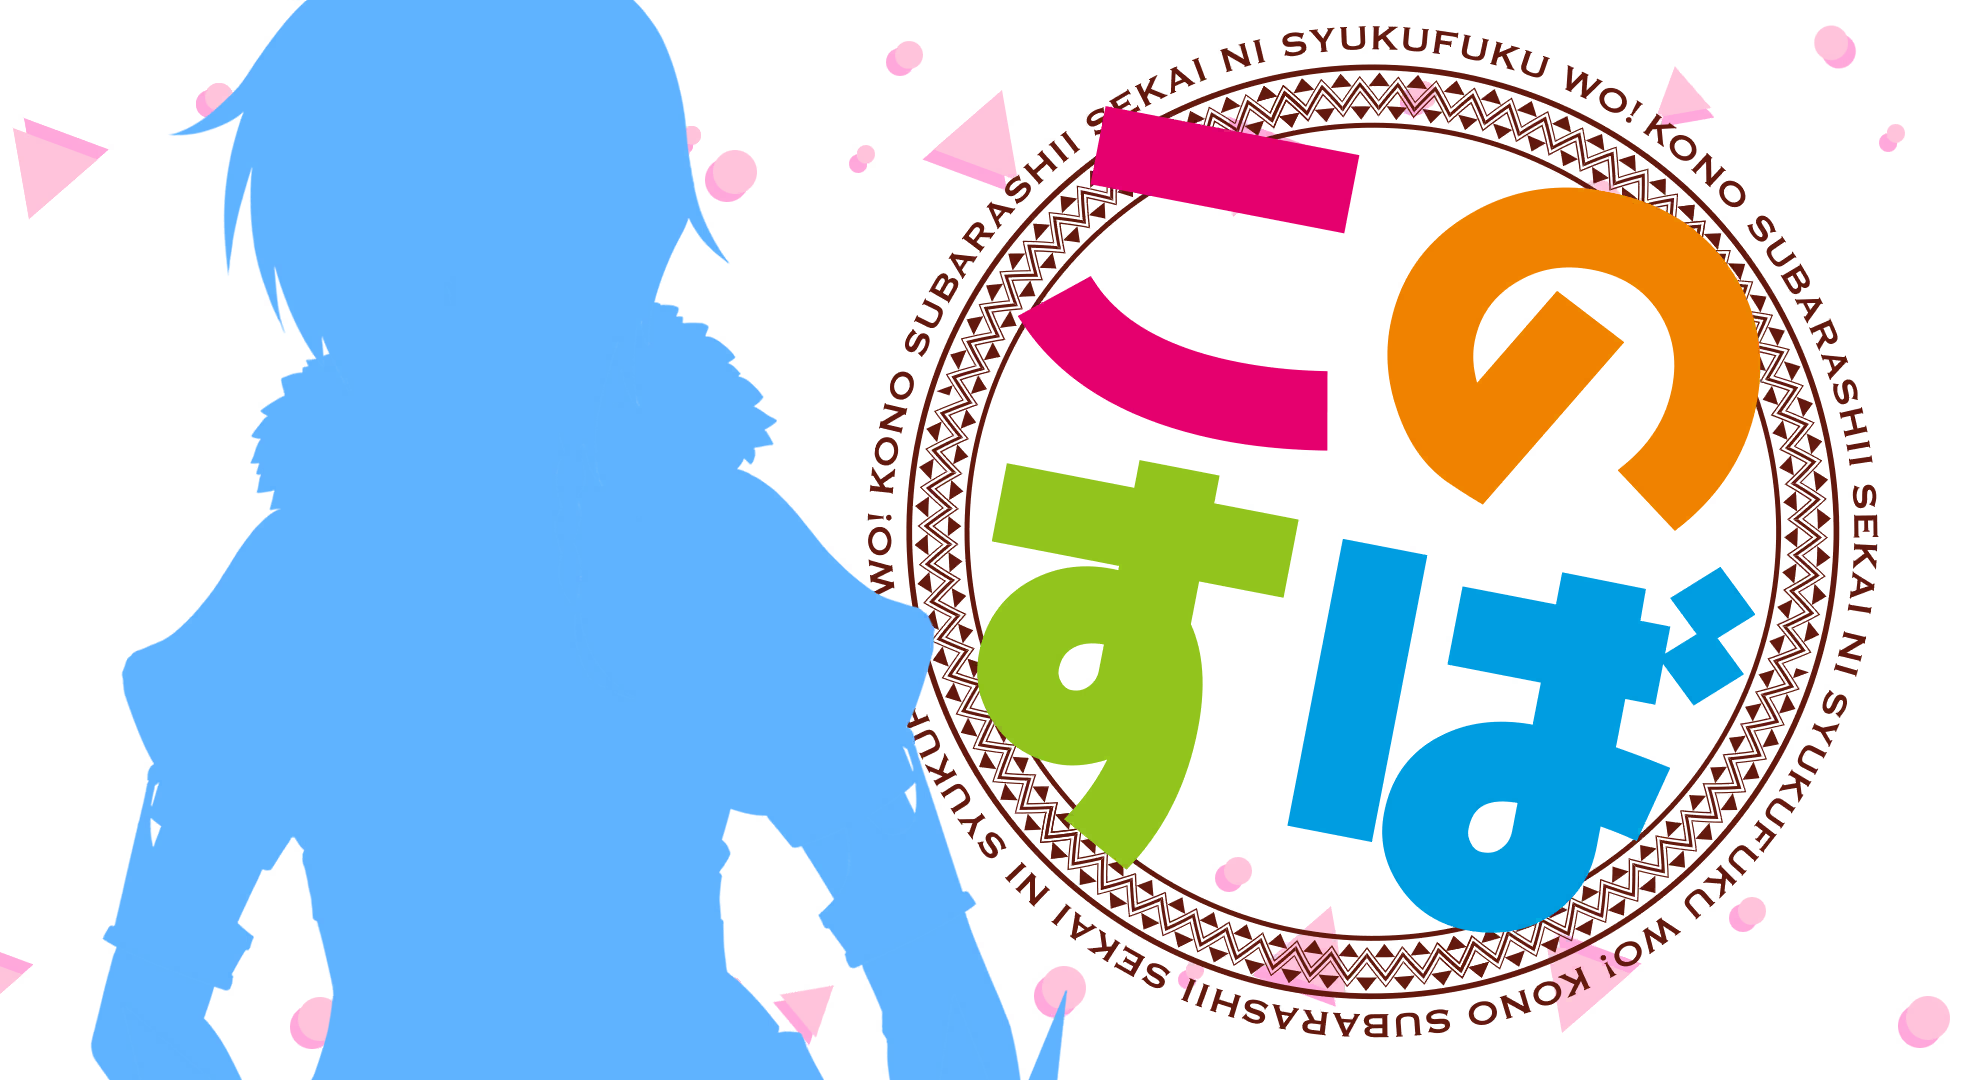 この
すば
KONO SUBARASHII SEKAI NI SYUKUFUKU WO!
KONO SUBARASHII SEKAI NI SYUKUFUKU WO!
KONO SUBARASHII SEKAI NI WO!